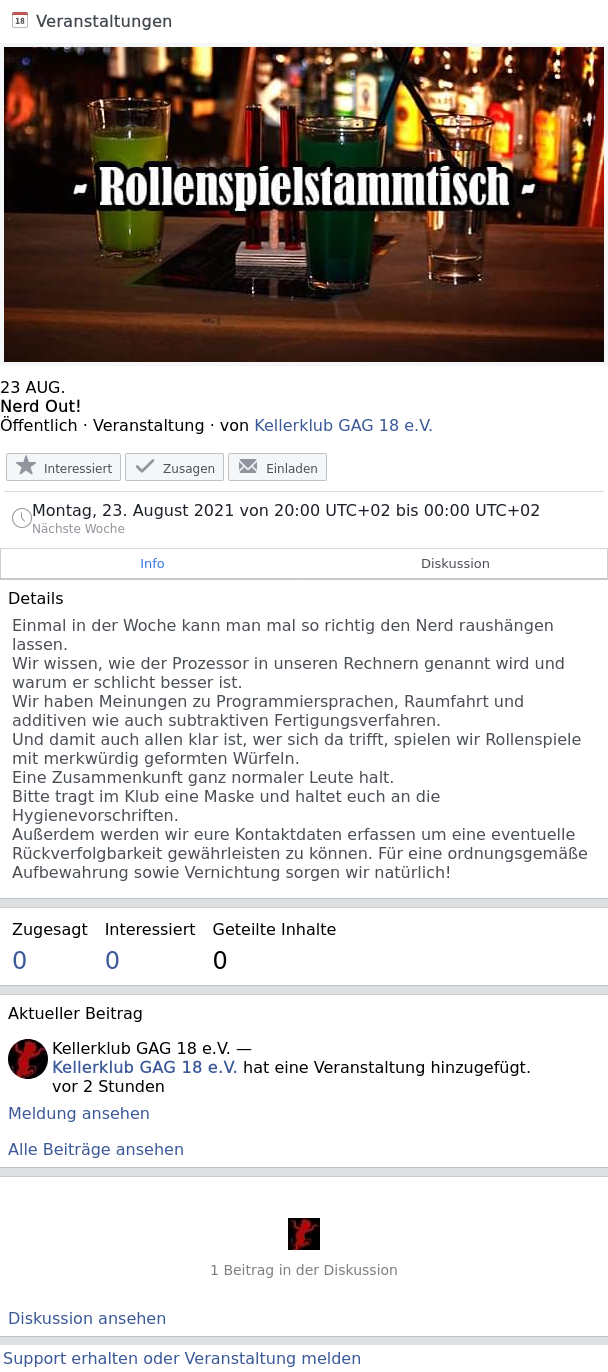 18 Veranstaltungen
- Rollenspielstammtisch -
23 AUG.
Nerd Out!
Öffentlich · Veranstaltung · von Kellerklub GAG 18 e.V.
Interessiert Zusagen Einladen
Montag, 23. August 2021 von 20:00 UTC+02 bis 00:00 UTC+02
Nächste Woche
Info Diskussion
Details
Einmal in der Woche kann man mal so richtig den Nerd raushängen
lassen.
Wir wissen, wie der Prozessor in unseren Rechnern genannt wird und
warum er schlicht besser ist.
Wir haben Meinungen zu Programmiersprachen, Raumfahrt und
additiven wie auch subtraktiven Fertigungsverfahren.
Und damit auch allen klar ist, wer sich da trifft, spielen wir Rollenspiele
mit merkwürdig geformten Würfeln.
Eine Zusammenkunft ganz normaler Leute halt.
Bitte tragt im Klub eine Maske und haltet euch an die
Hygienevorschriften.
Außerdem werden wir eure Kontaktdaten erfassen um eine eventuelle
Rückverfolgbarkeit gewährleisten zu können. Für eine ordnungsgemäße
Aufbewahrung sowie Vernichtung sorgen wir natürlich!
Zugesagt Interessiert Geteilte Inhalte
0 0 0
Aktueller Beitrag
Kellerklub GAG 18 e.V. —
Kellerklub GAG 18 e.V. hat eine Veranstaltung hinzugefügt.
vor 2 Stunden
Meldung ansehen
Alle Beiträge ansehen
1 Beitrag in der Diskussion
Diskussion ansehen
Support erhalten oder Veranstaltung melden